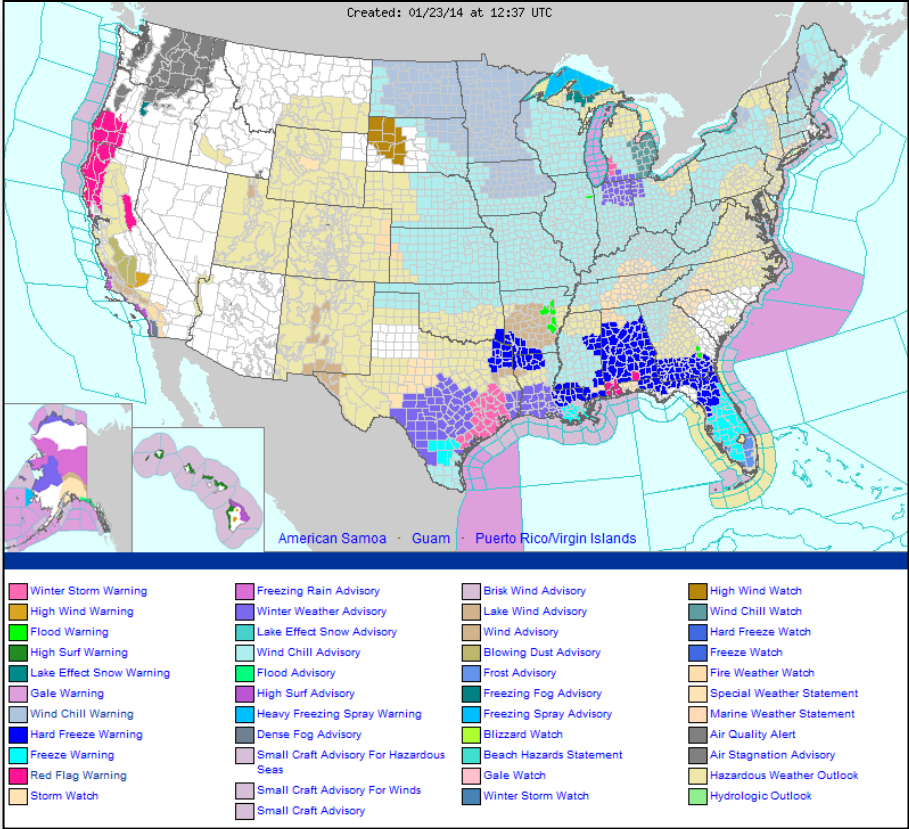 Created: 01/23/14 at 12:37 UTC
American Samoa · Guam · Puerto Rico/Virgin Islands
Winter Storm Warning
High Wind Warning
Flood Warning
High Surf Warning
Lake Effect Snow Warning
Gale Warning
Wind Chill Warning
Hard Freeze Warning
Freeze Warning
Red Flag Warning
Storm Watch
Freezing Rain Advisory
Winter Weather Advisory
Lake Effect Snow Advisory
Wind Chill Advisory
Flood Advisory
High Surf Advisory
Heavy Freezing Spray Warning
Dense Fog Advisory
Small Craft Advisory For Hazardous
Seas
Small Craft Advisory For Winds
Small Craft Advisory
Brisk Wind Advisory
Lake Wind Advisory
Wind Advisory
Blowing Dust Advisory
Frost Advisory
Freezing Fog Advisory
Freezing Spray Advisory
Blizzard Watch
Beach Hazards Statement
Gale Watch
Winter Storm Watch
High Wind Watch
Wind Chill Watch
Hard Freeze Watch
Freeze Watch
Fire Weather Watch
Special Weather Statement
Marine Weather Statement
Air Quality Alert
Air Stagnation Advisory
Hazardous Weather Outlook
Hydrologic Outlook